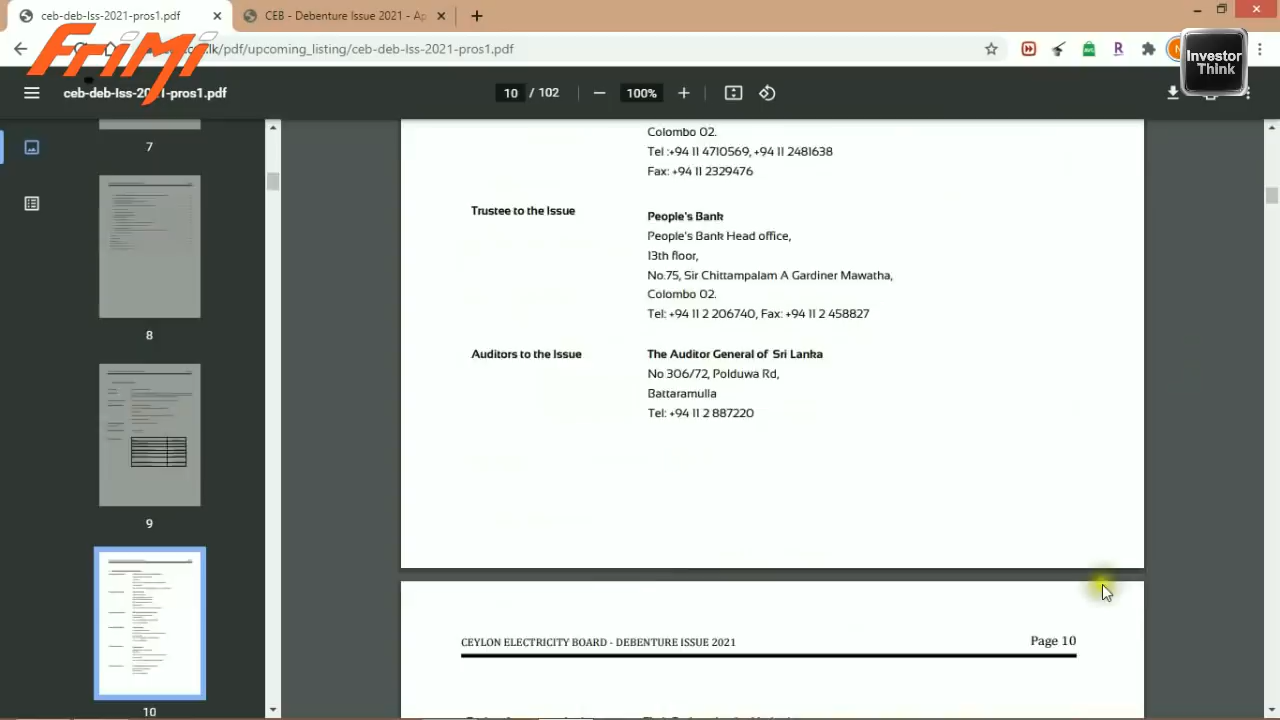 ceb-deb-lss-2021-pros1.pdf
CEB - Debenture Issue 2021 - Ap
.lk/pdf/upcoming_listing/ceb-deb-lss-2021-pros1.pdf
FriMi
Investor
Think
ceb-deb-lss-2021-pros1.pdf
10 / 102
100%
7
8
9
10
Colombo 02.
Tel :+94 11 4710569, +94 11 2481638
Fax: +94 11 2329476
Trustee to the Issue
People's Bank
People's Bank Head office,
13th floor,
No.75, Sir Chittampalam A Gardiner Mawatha,
Colombo 02.
Tel: +94 11 2 206740, Fax: +94 11 2 458827
Auditors to the Issue
The Auditor General of Sri Lanka
No 306/72, Polduwa Rd,
Battaramulla
Tel: +94 11 2 887220
CEYLON ELECTRICITY BOARD - DEBENTURE ISSUE 2021
Page 10